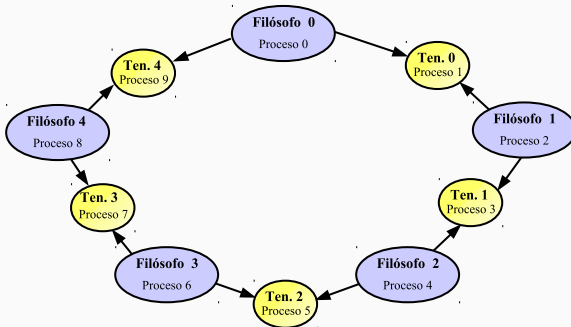 Filósofo 0
Proceso 0
Ten. 4
Proceso 9
Ten. 0
Proceso 1
Filósofo 4
Proceso 8
Filósofo 1
Proceso 2
Ten. 3
Proceso 7
Ten. 1
Proceso 3
Filósofo 3
Proceso 6
Filósofo 2
Proceso 4
Ten. 2
Proceso 5